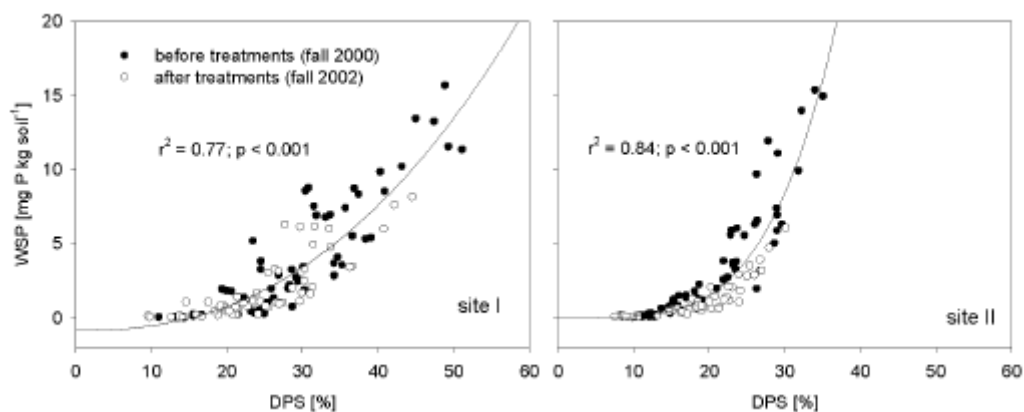 20
15
10
5
0
WSP [mg P kg soil⁻¹]
● before treatments (fall 2000)
○ after treatments (fall 2002)
r² = 0.77; p < 0.001
site I
0 10 20 30 40 50 60
DPS [%]
r² = 0.84; p < 0.001
site II
0 10 20 30 40 50 60
DPS [%]